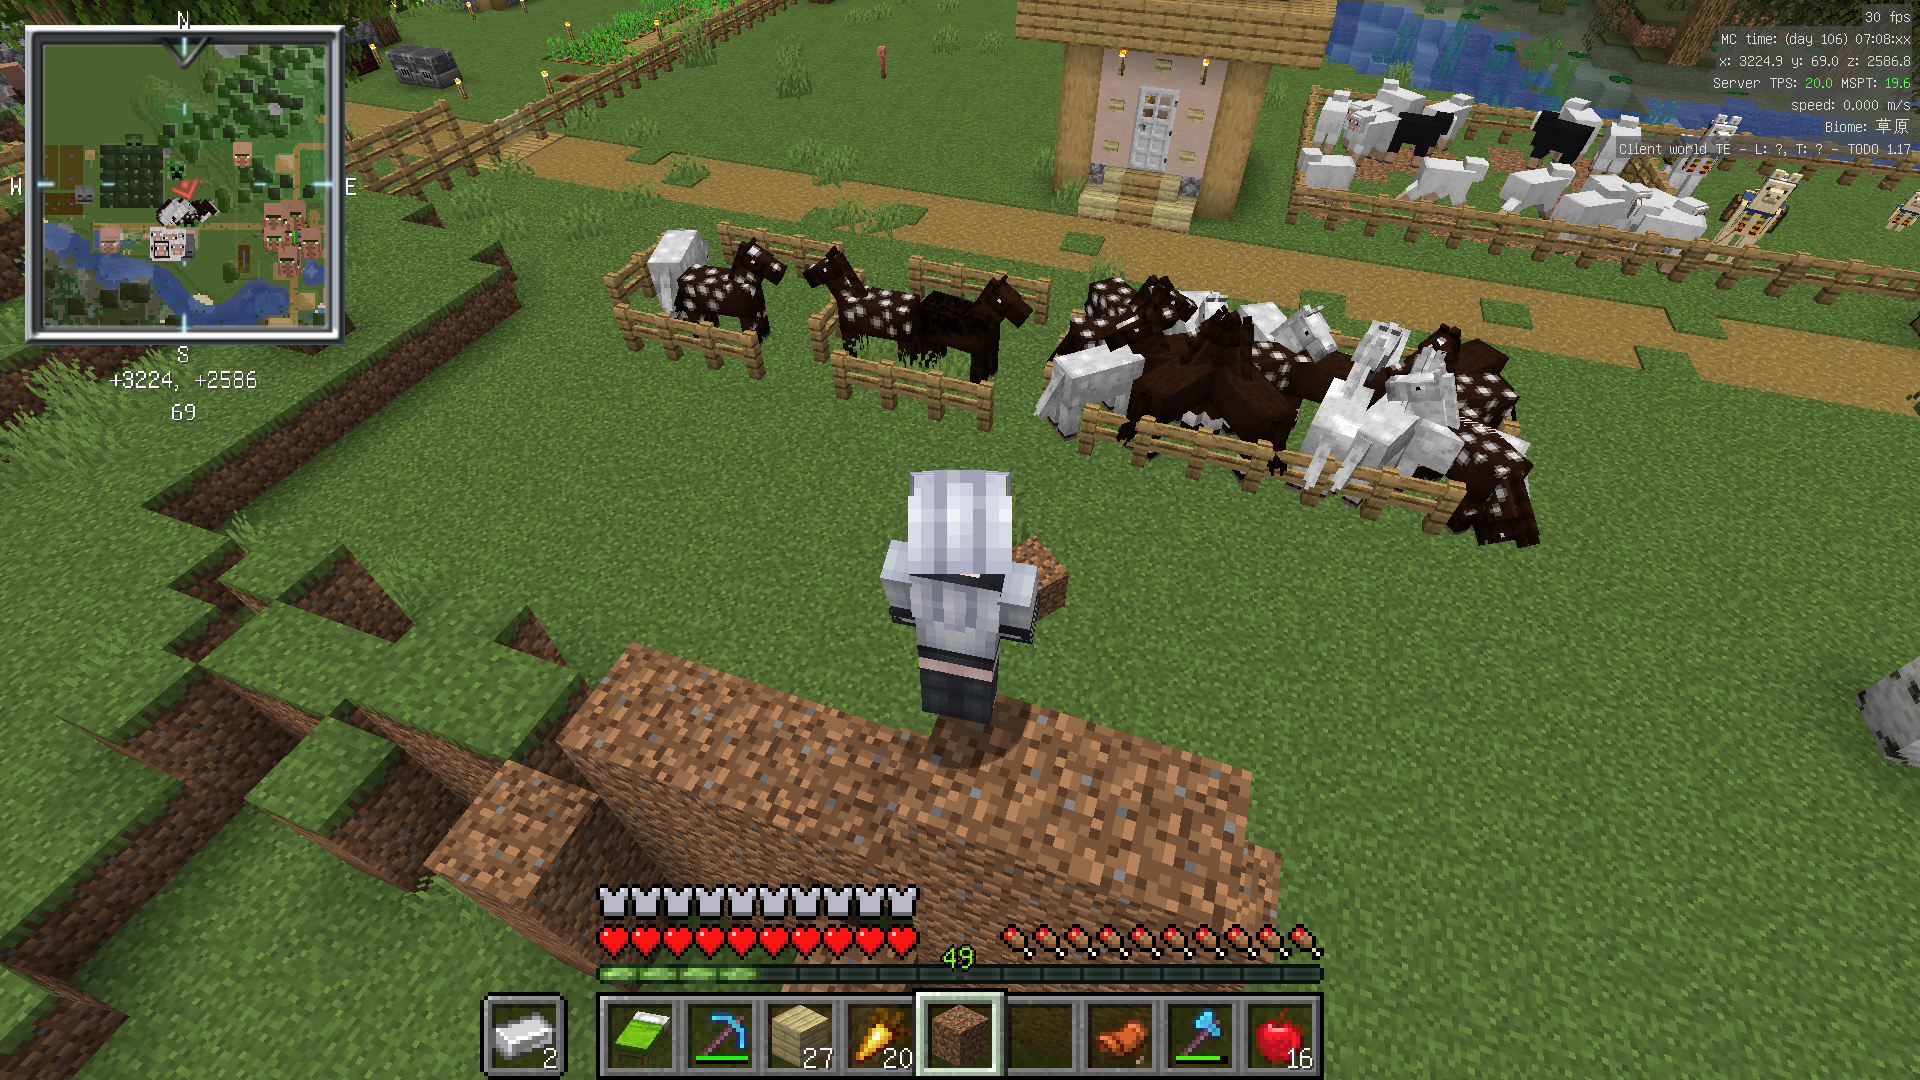 N
W
E
S
+3224, +2586
69
30 fps
MC time: (day 106) 07:08:xx
x: 3224.9 y: 69.0 z: 2586.8
Server TPS: 20.0 MSPT: 19.6
speed: 0.000 m/s
Biome: 草原
Client world TE - L: ?, T: ? - TODO 1.17
49
2
27
20
16